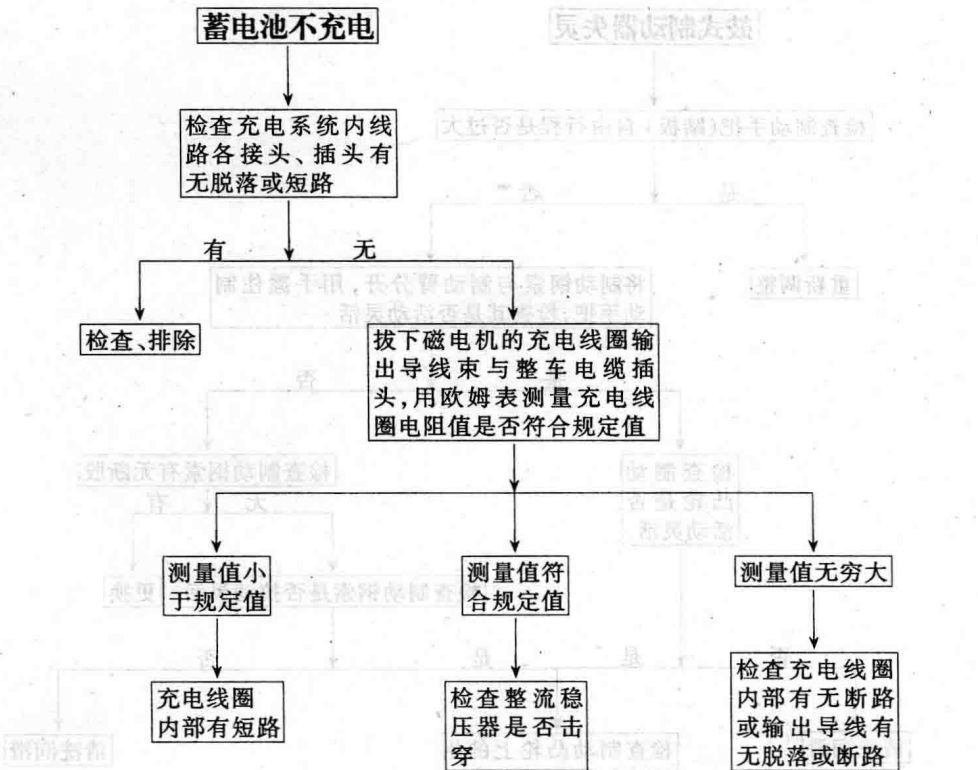 蓄电池不充电
检查充电系统内线
路各接头、插头有
无脱落或短路
有
无
检查、排除
拔下磁电机的充电线圈输
出导线束与整车电缆插
头,用欧姆表测量充电线
圈电阻值是否符合规定值
测量值小
于规定值
测量值符
合规定值
测量值无穷大
充电线圈
内部有短路
检查整流稳
压器是否击
穿
检查充电线圈
内部有无断路
或输出导线有
无脱落或断路